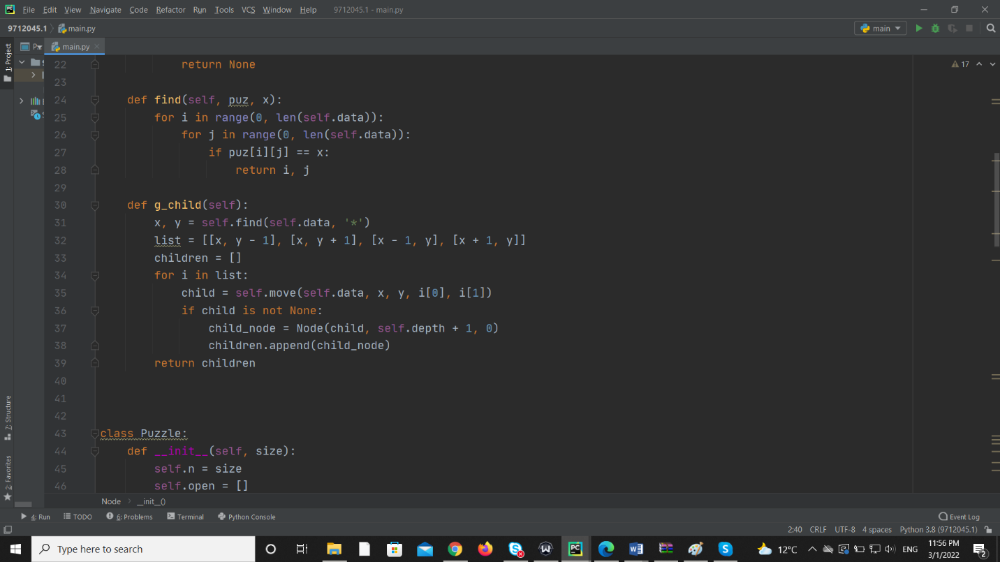 File Edit View Navigate Code Refactor Run Tools VCS Window Help 9712045.1 - main.py
9712045.1 main.py main
1: Project
main.py
17
22 return None
23
24 def find(self, puz, x):
25 for i in range(0, len(self.data)):
26 for j in range(0, len(self.data)):
27 if puz[i][j] == x:
28 return i, j
29
30 def g_child(self):
31 x, y = self.find(self.data, '*')
32 list = [[x, y - 1], [x, y + 1], [x - 1, y], [x + 1, y]]
33 children = []
34 for i in list:
35 child = self.move(self.data, x, y, i[0], i[1])
36 if child is not None:
37 child_node = Node(child, self.depth + 1, 0)
38 children.append(child_node)
39 return children
40
41
42
43 class Puzzle:
44 def __init__(self, size):
45 self.n = size
46 self.open = []
7: Structure
2: Favorites
Node __init__()
4: Run TODO 6: Problems Terminal Python Console Event Log
2:40 CRLF UTF-8 4 spaces Python 3.8 (9712045.1)
Type here to search
12°C ENG
11:56 PM
3/1/2022
2